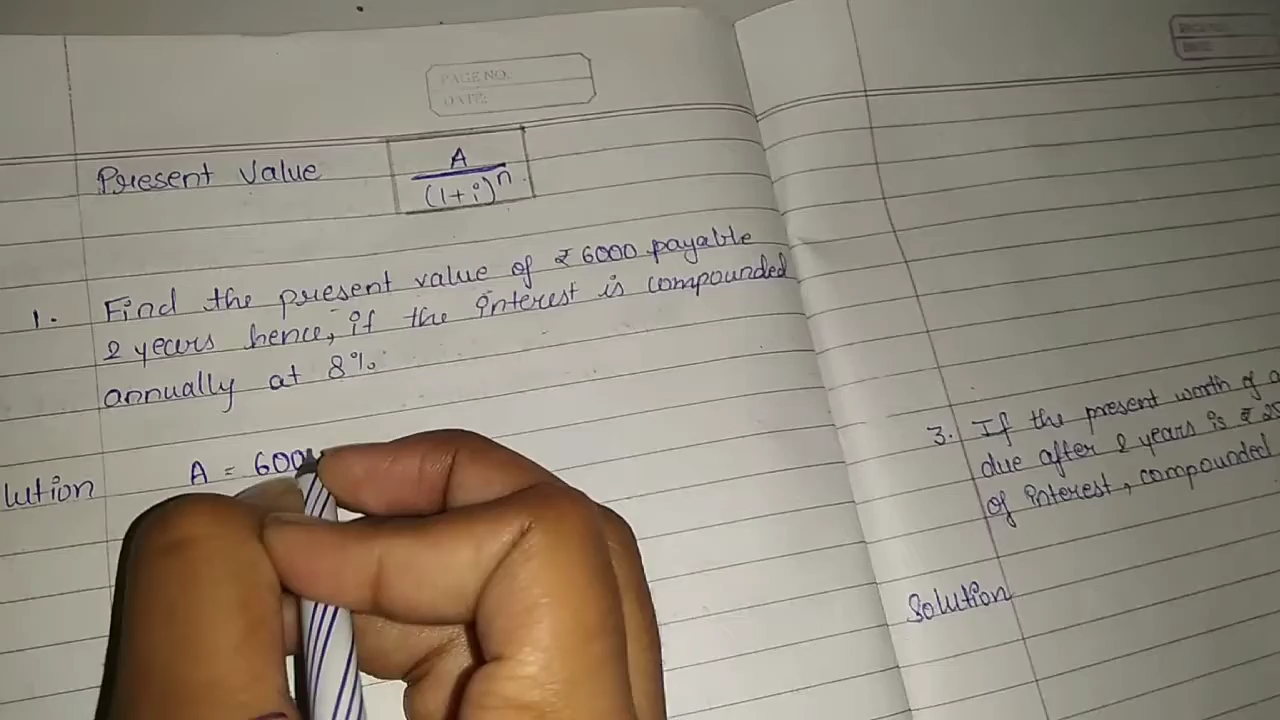 PAGE NO.
DATE:
Present Value A/(1+i)^n.
1. Find the present value of ₹ 6000 payable
2 years hence, if the interest is compounded
annually at 8%.
lution A = 600
3. If the present worth of a
due after 2 years is ₹
of interest, compounded
Solution